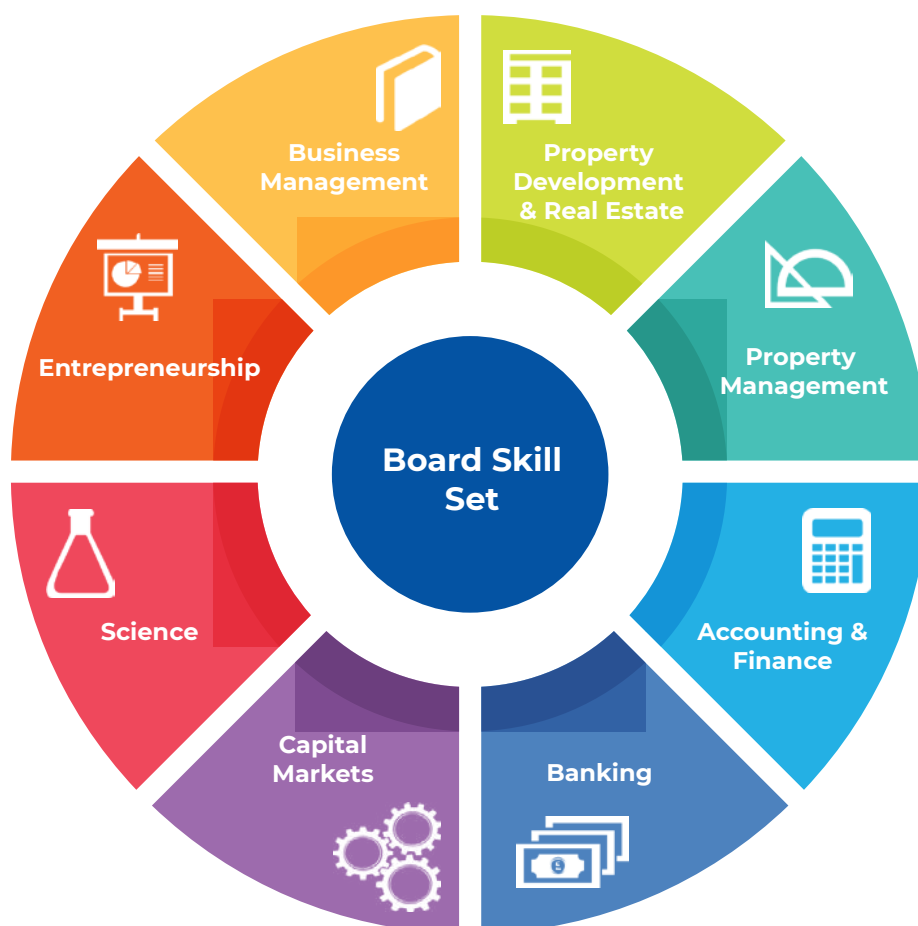 Business
Management
Property
Development
& Real Estate
Entrepreneurship
Property
Management
Board Skill
Set
Science
Accounting &
Finance
Capital
Markets
Banking